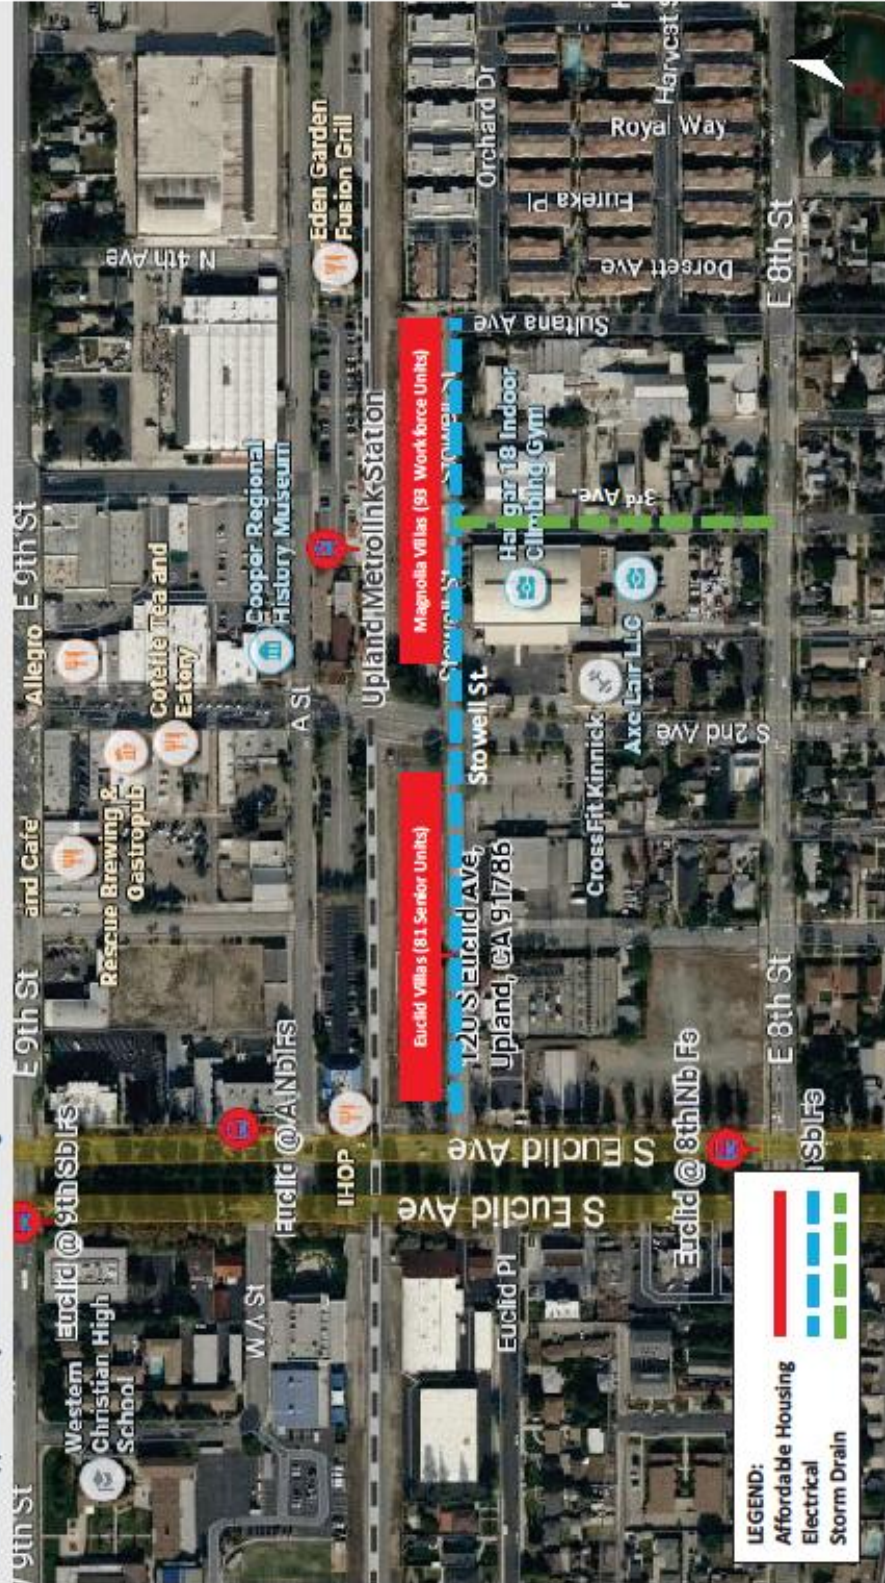 / 9th St
E 9th St
and Cafe'
Allegro
E 9th St
Euclid @ 9th Sb Fs
Western
Christian High
School
Rescue Brewing &
Gastropub
Cotette Tea and
Eatery
Cooper Regional
History Museum
N 4th Ave
W A St
Euclid @ A Nb Fs
A St
IHOP
Eden Garden
Fusion Grill
Upland Metrolink Station
Euclid Villas (81 Senior Units)
Magnolia Villas (93 Workforce Units)
S Euclid Ave
S Euclid Ave
Euclid Pl
120 S Euclid Ave,
Upland, CA 91786
Stowell St.
Stowell St
Stowell St
Sultana Ave
Orchard Dr
Eureka Pl
Royal Way
Dorsett Ave
Hangar 18 Indoor
Climbing Gym
3rd Ave.
CrossFit Kinnick
Axe Lair LLC
S 2nd Ave
Euclid @ 8th Nb Fs
Sb Fs
E 8th St
E 8th St
LEGEND:
Affordable Housing
Electrical
Storm Drain